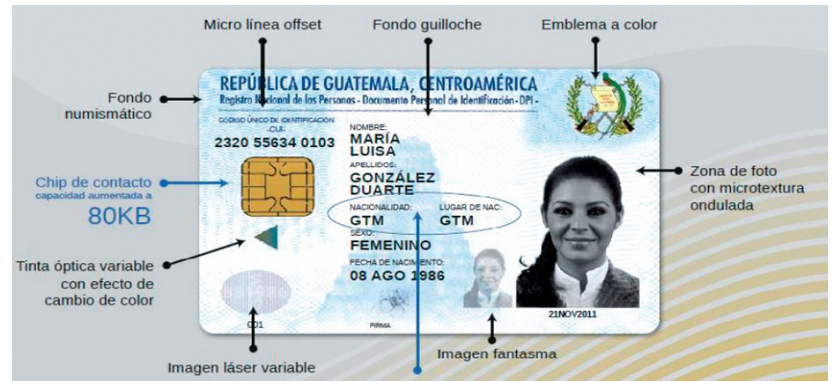 Micro línea offset
Fondo guilloche
Emblema a color
Fondo
numismático
REPÚBLICA DE GUATEMALA, CENTROAMÉRICA
Registro Nacional de las Personas - Documento Personal de Identificación - DPI -
CÓDIGO ÚNICO DE IDENTIFICACIÓN
-CUI-
2320 55634 0103
NOMBRE:
MARÍA
LUISA
APELLIDOS:
GONZÁLEZ
DUARTE
NACIONALIDAD:
LUGAR DE NAC:
GTM
GTM
SEXO:
FEMENINO
FECHA DE NACIMIENTO:
08 AGO 1986
001
FIRMA
21NOV2011
Chip de contacto
capacidad aumentada a
80KB
Tinta óptica variable
con efecto de
cambio de color
Zona de foto
con microtextura
ondulada
Imagen láser variable
Imagen fantasma